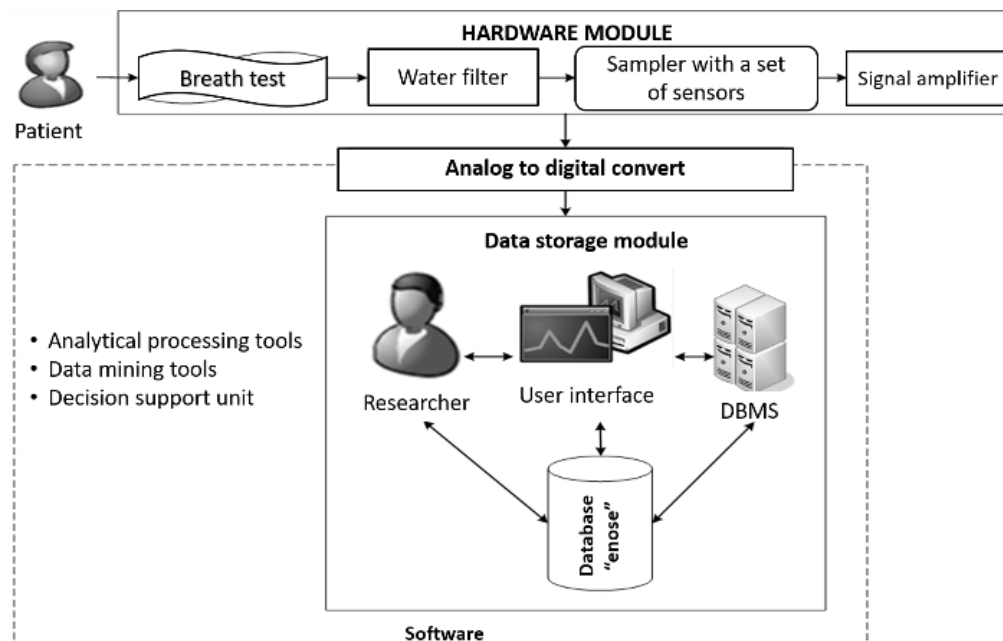 HARDWARE MODULE
Patient
Breath test
Water filter
Sampler with a set
of sensors
Signal amplifier
Analog to digital convert
Data storage module
• Analytical processing tools
• Data mining tools
• Decision support unit
Researcher
User interface
DBMS
Database
“enose”
Software